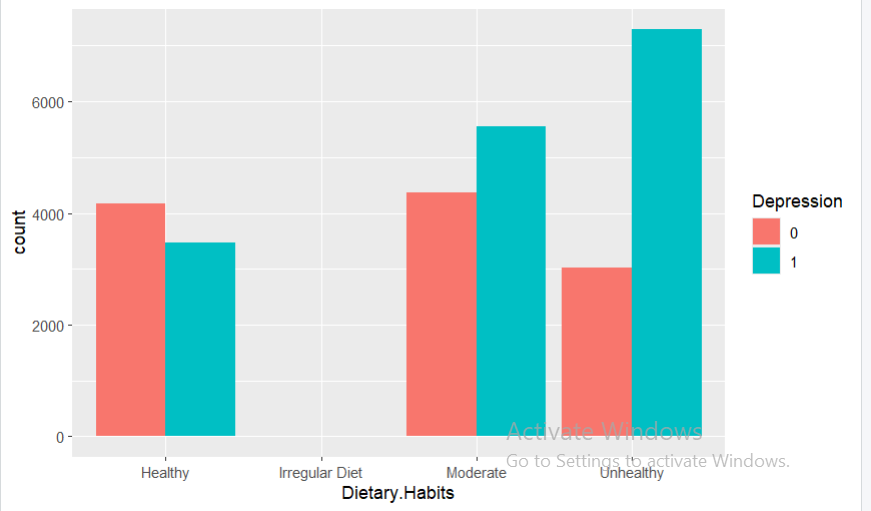 count
6000
4000
2000
0
Healthy
Irregular Diet
Moderate
Unhealthy
Dietary.Habits
Depression
0
1
Activate Windows
Go to Settings to activate Windows.